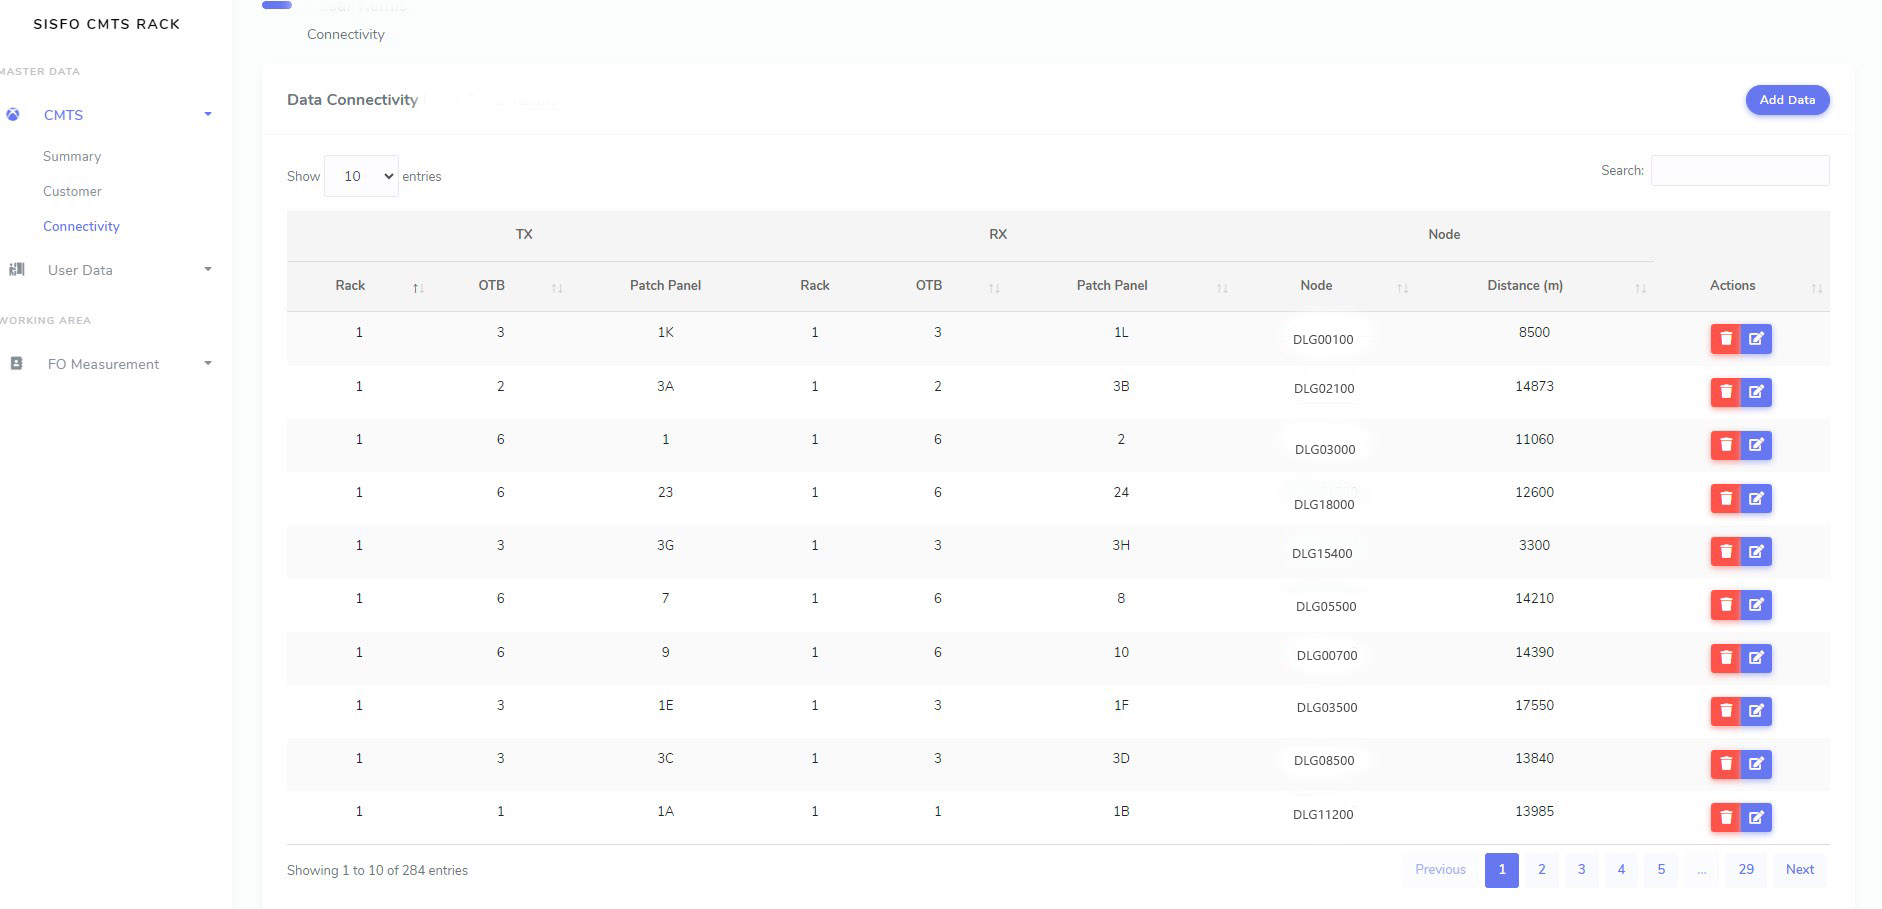 SISFO CMTS RACK
MASTER DATA
CMTS
Summary
Customer
Connectivity
User Data
WORKING AREA
FO Measurement
Connectivity
Data Connectivity
Add Data
Show 10 entries
Search:
TX RX Node
Rack OTB Patch Panel Rack OTB Patch Panel Node Distance (m) Actions
1 3 1K 1 3 1L DLG00100 8500
1 2 3A 1 2 3B DLG02100 14873
1 6 1 1 6 2 DLG03000 11060
1 6 23 1 6 24 DLG18000 12600
1 3 3G 1 3 3H DLG15400 3300
1 6 7 1 6 8 DLG05500 14210
1 6 9 1 6 10 DLG00700 14390
1 3 1E 1 3 1F DLG03500 17550
1 3 3C 1 3 3D DLG08500 13840
1 1 1A 1 1 1B DLG11200 13985
Showing 1 to 10 of 284 entries
Previous 1 2 3 4 5 ... 29 Next